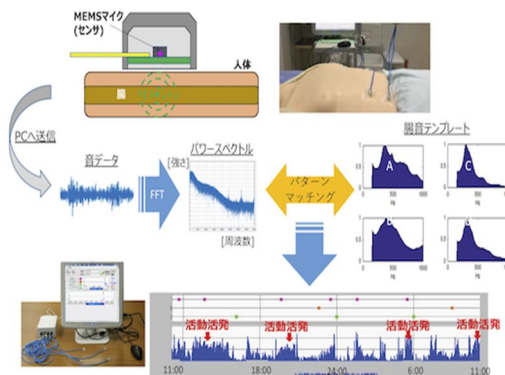 MEMSマイク
(センサ)
人体
腸
PCへ送信
音データ
FFT
パワースペクトル
[強さ]
[周波数]
パターン
マッチング
腸音テンプレート
A
C
活動活発
活動活発
活動活発
活動活発
11:00
18:00
24:00
6:00
11:00